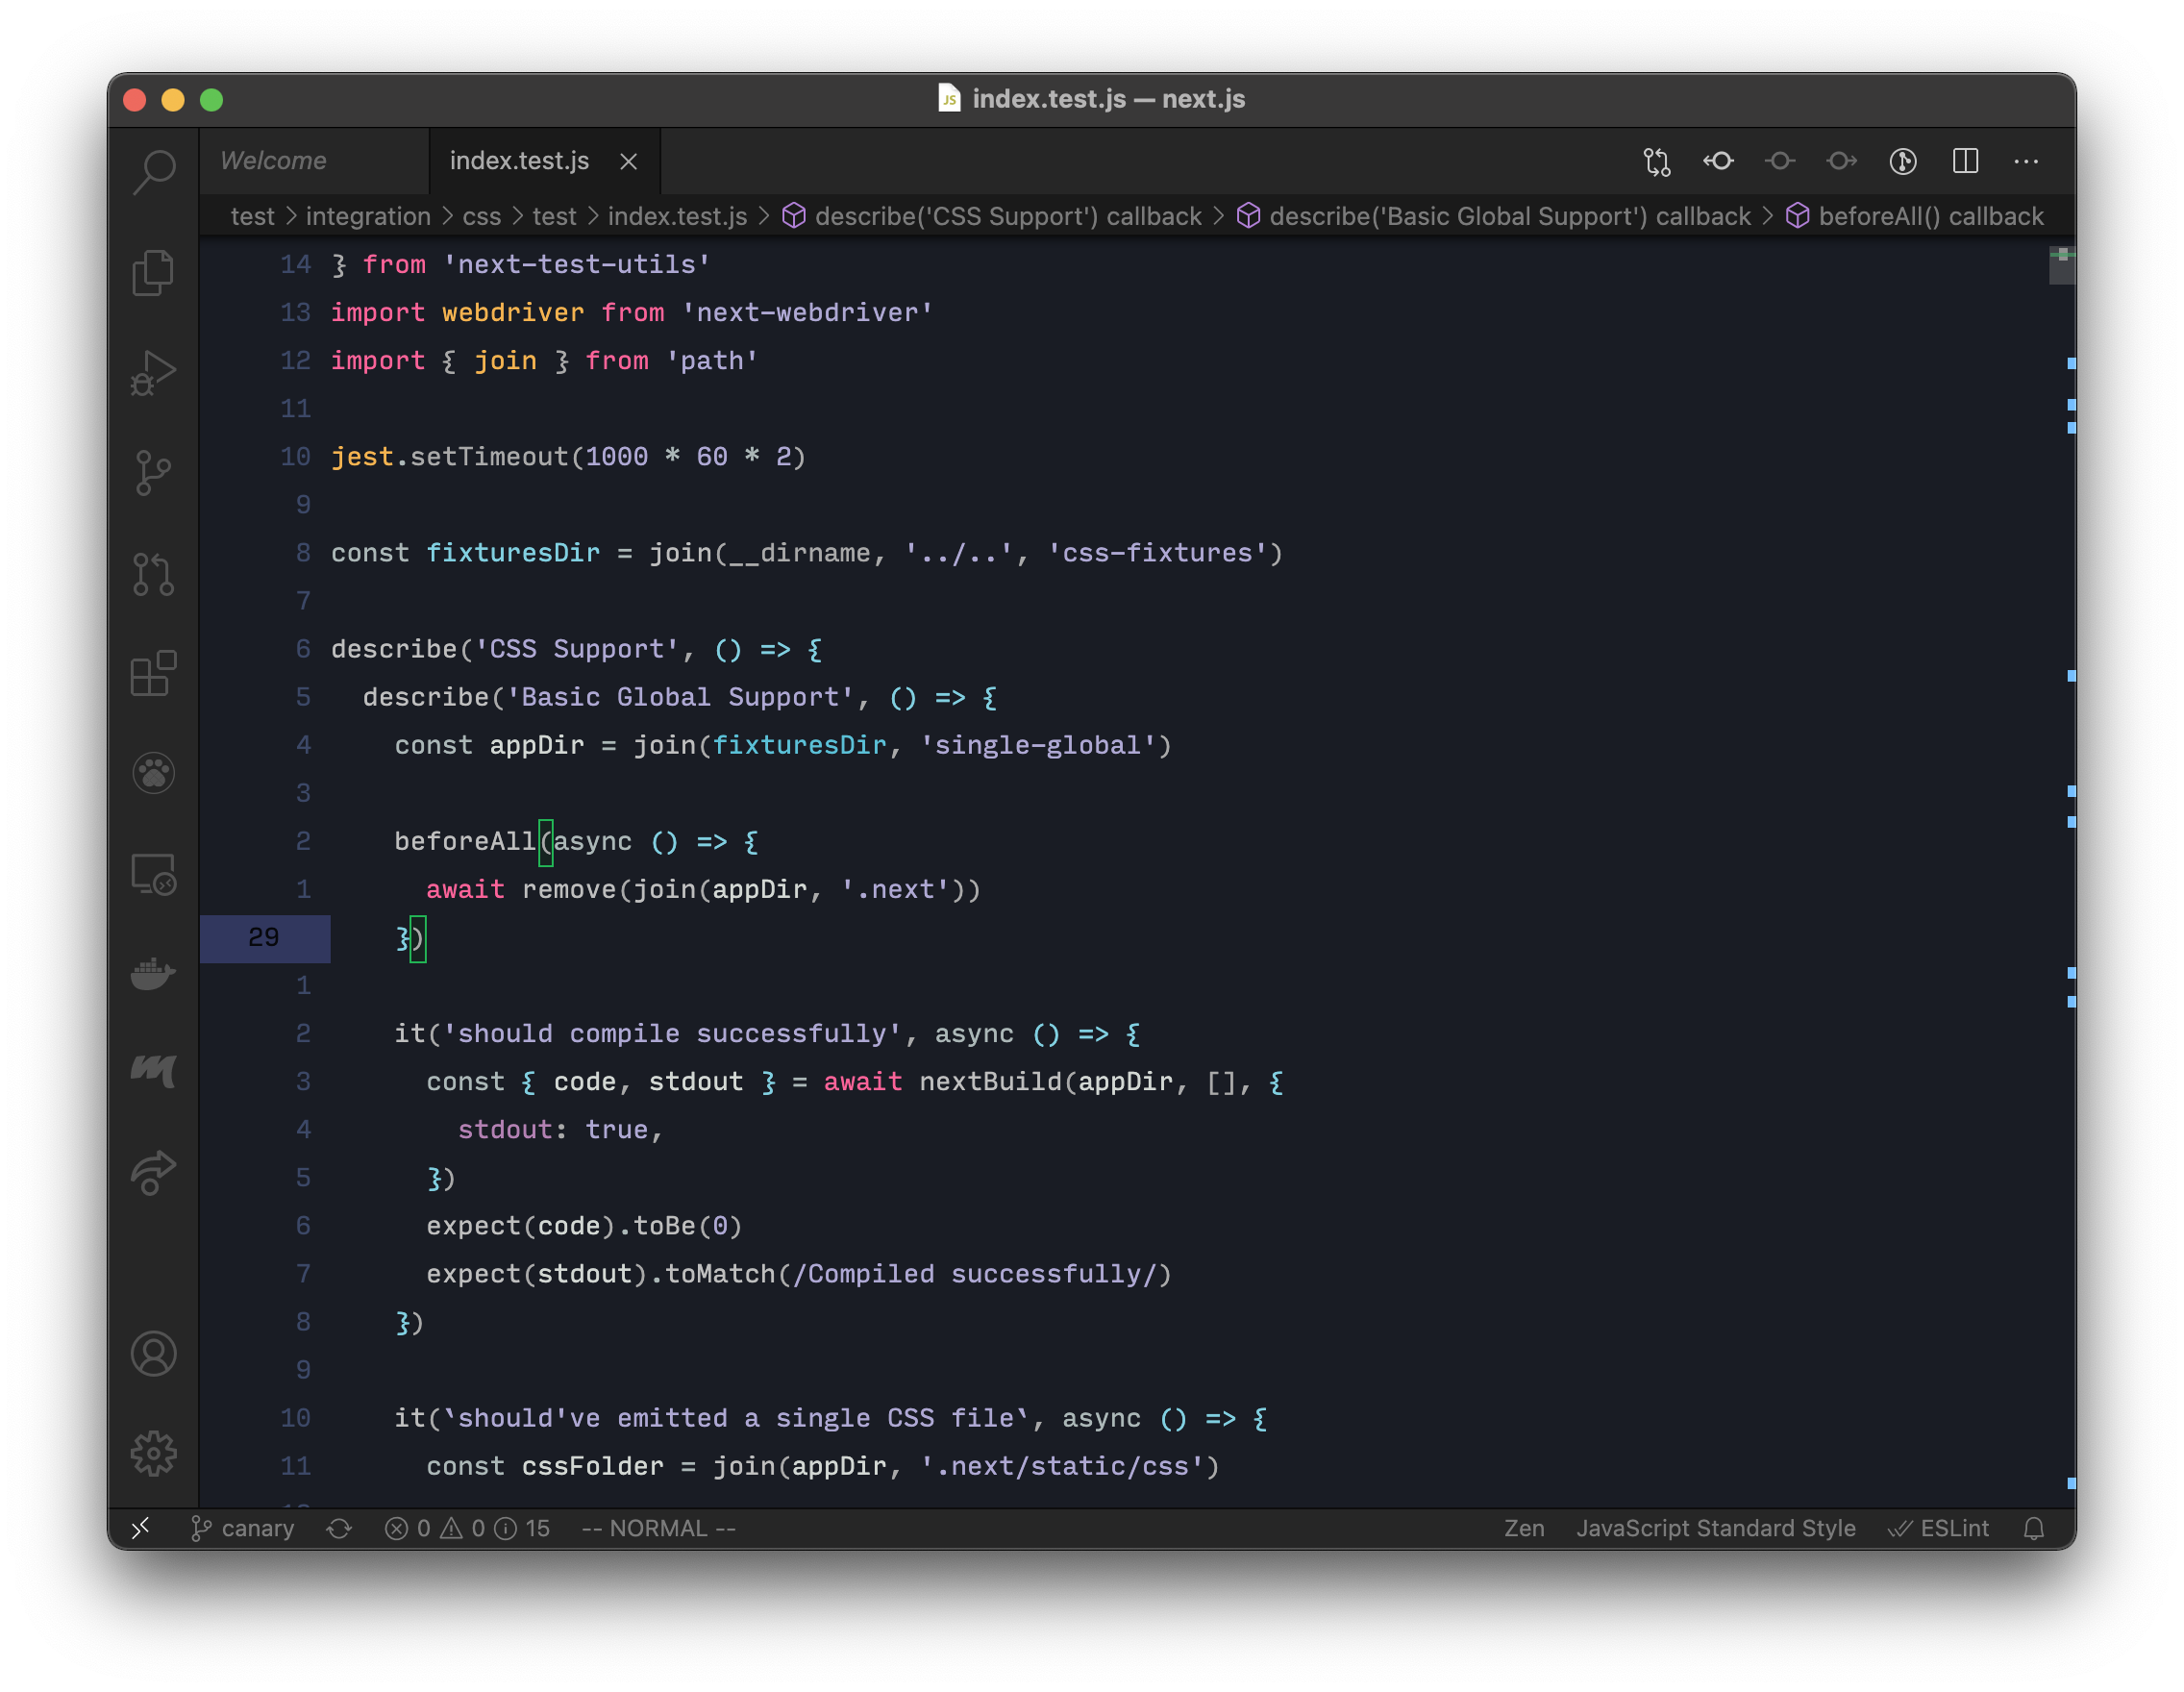 JS index.test.js — next.js
Welcome index.test.js
test > integration > css > test > index.test.js > describe('CSS Support') callback > describe('Basic Global Support') callback > beforeAll() callback
14 } from 'next-test-utils'
13 import webdriver from 'next-webdriver'
12 import { join } from 'path'
11
10 jest.setTimeout(1000 * 60 * 2)
9
8 const fixturesDir = join(__dirname, '../..', 'css-fixtures')
7
6 describe('CSS Support', () => {
5   describe('Basic Global Support', () => {
4     const appDir = join(fixturesDir, 'single-global')
3
2     beforeAll(async () => {
1       await remove(join(appDir, '.next'))
29     })
1
2     it('should compile successfully', async () => {
3       const { code, stdout } = await nextBuild(appDir, [], {
4         stdout: true,
5       })
6       expect(code).toBe(0)
7       expect(stdout).toMatch(/Compiled successfully/)
8     })
9
10     it(`should've emitted a single CSS file`, async () => {
11       const cssFolder = join(appDir, '.next/static/css')
canary 0 0 15 -- NORMAL -- Zen JavaScript Standard Style ESLint